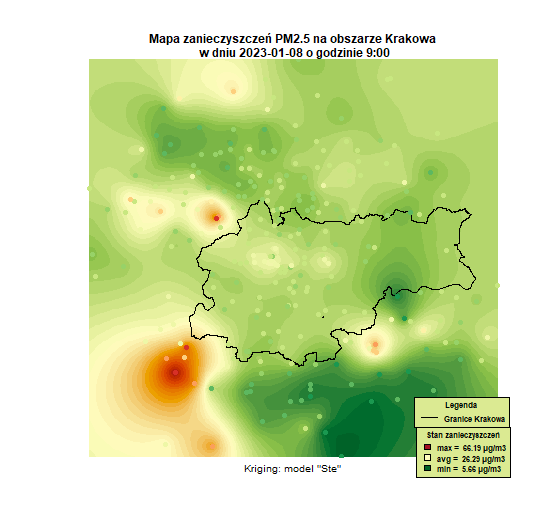 Mapa zanieczyszczeń PM2.5 na obszarze Krakowa
w dniu 2023-01-08 o godzinie 9:00
Legenda
Granice Krakowa
Stan zanieczyszczeń
max = 66.19 µg/m3
avg = 26.29 µg/m3
min = 5.66 µg/m3
Kriging: model "Ste"